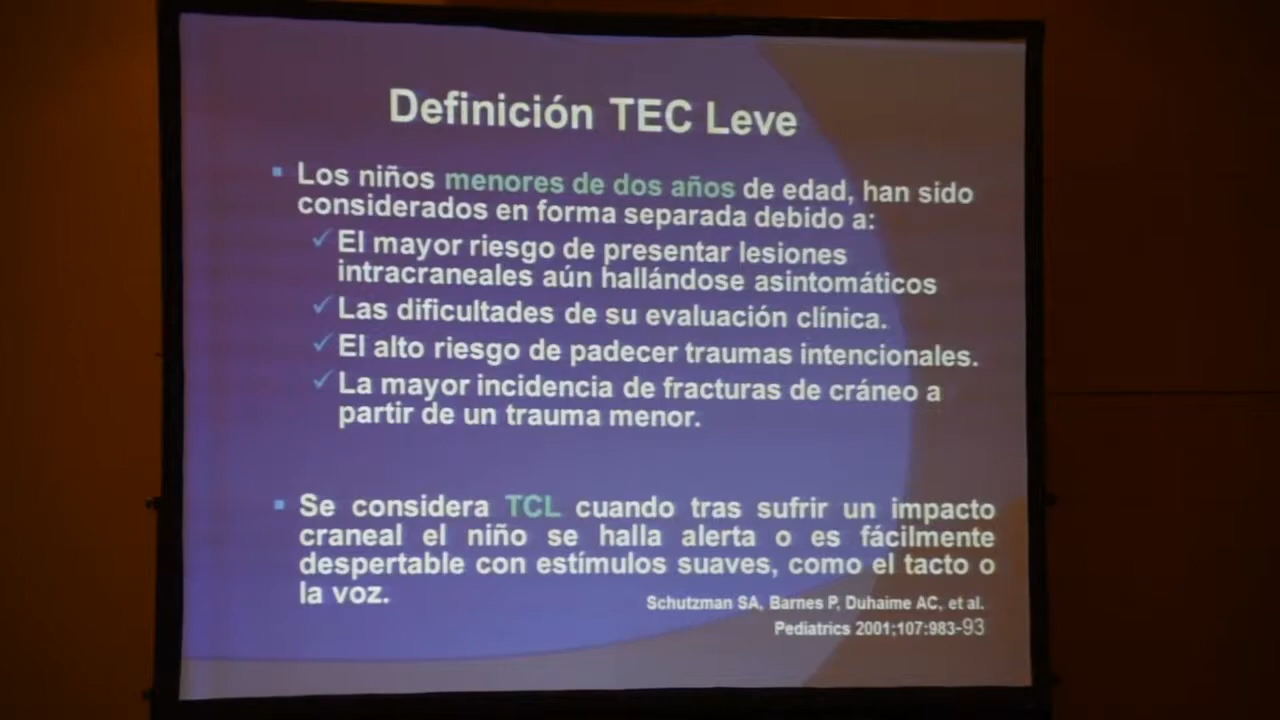 Definición TEC Leve
Los niños menores de dos años de edad, han sido
considerados en forma separada debido a:
El mayor riesgo de presentar lesiones
intracraneales aún hallándose asintomáticos
Las dificultades de su evaluación clínica.
El alto riesgo de padecer traumas intencionales.
La mayor incidencia de fracturas de cráneo a
partir de un trauma menor.
Se considera TCL cuando tras sufrir un impacto
craneal el niño se halla alerta o es fácilmente
despertable con estímulos suaves, como el tacto o
la voz.
Schutzman SA, Barnes P, Duhaime AC, et al.
Pediatrics 2001;107:983-93